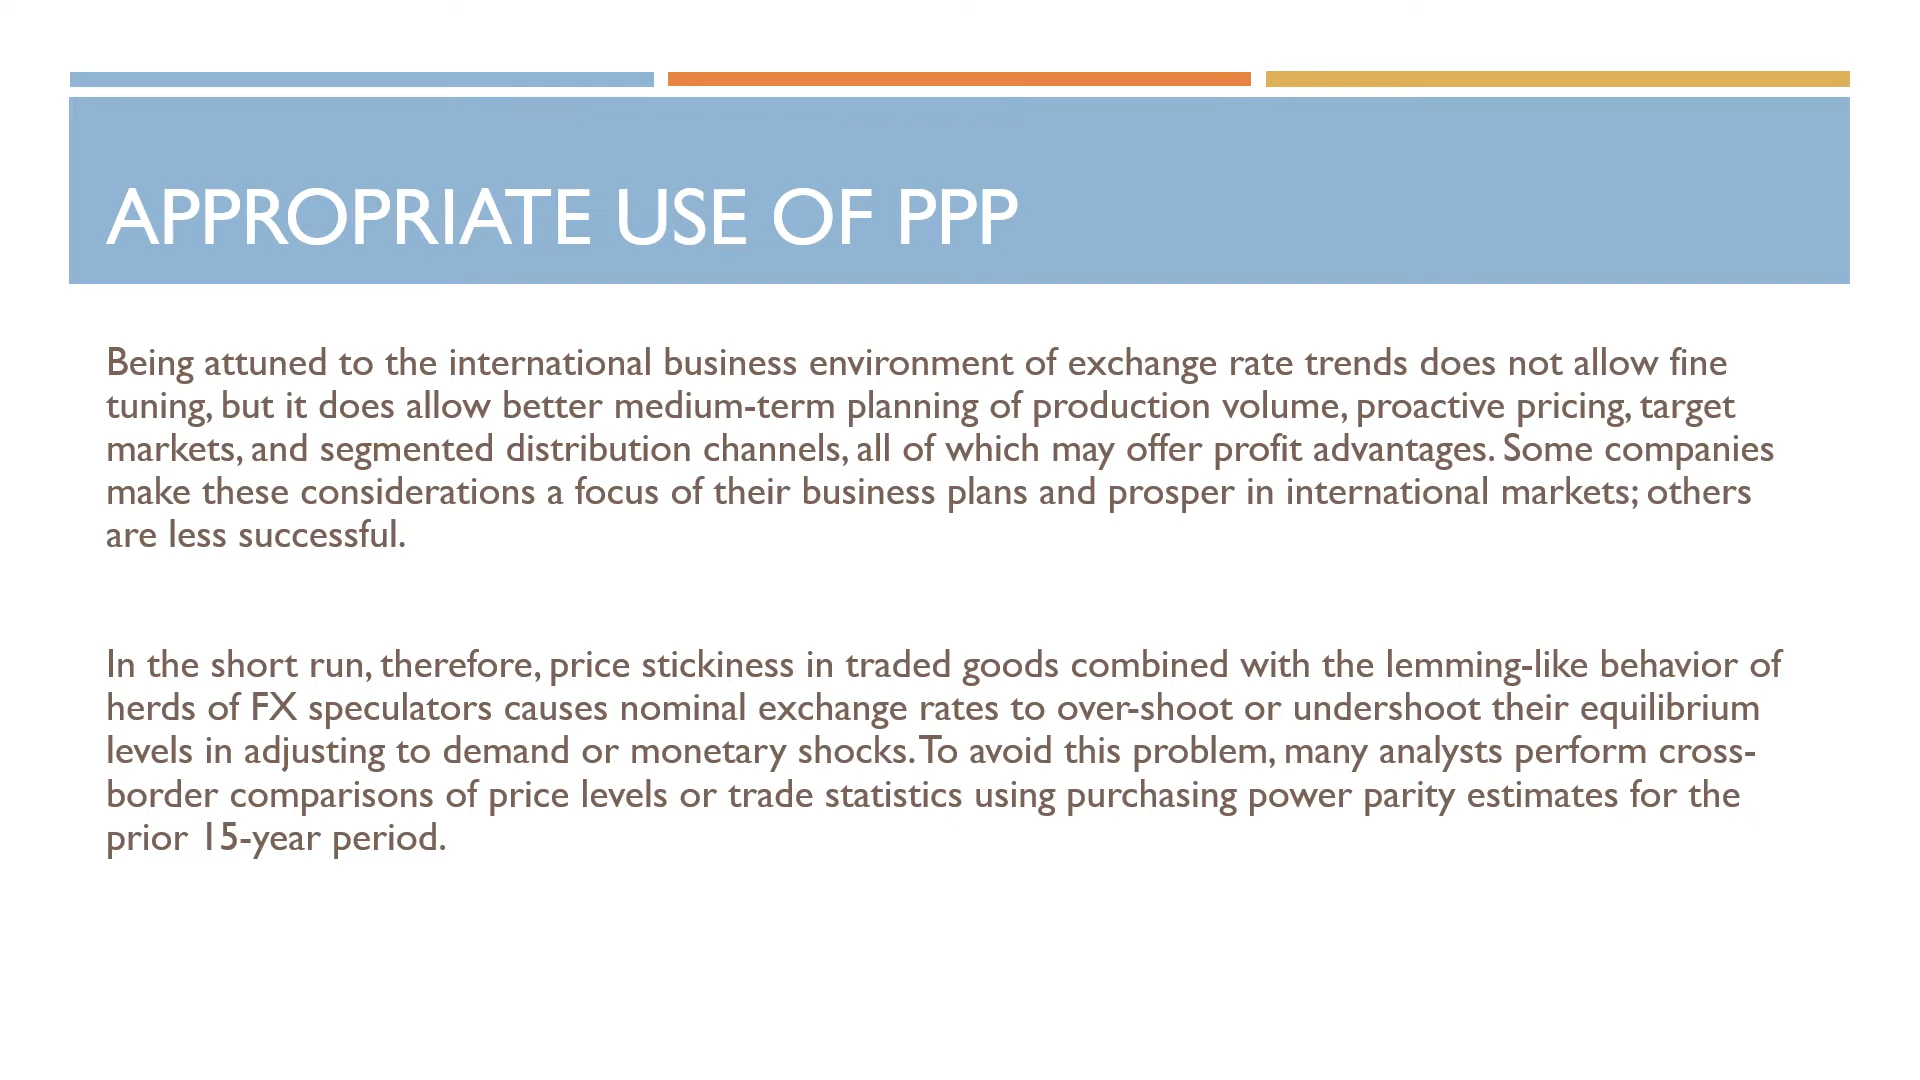 APPROPRIATE USE OF PPP
Being attuned to the international business environment of exchange rate trends does not allow fine
tuning, but it does allow better medium-term planning of production volume, proactive pricing, target
markets, and segmented distribution channels, all of which may offer profit advantages. Some companies
make these considerations a focus of their business plans and prosper in international markets; others
are less successful.
In the short run, therefore, price stickiness in traded goods combined with the lemming-like behavior of
herds of FX speculators causes nominal exchange rates to over-shoot or undershoot their equilibrium
levels in adjusting to demand or monetary shocks. To avoid this problem, many analysts perform cross-
border comparisons of price levels or trade statistics using purchasing power parity estimates for the
prior 15-year period.